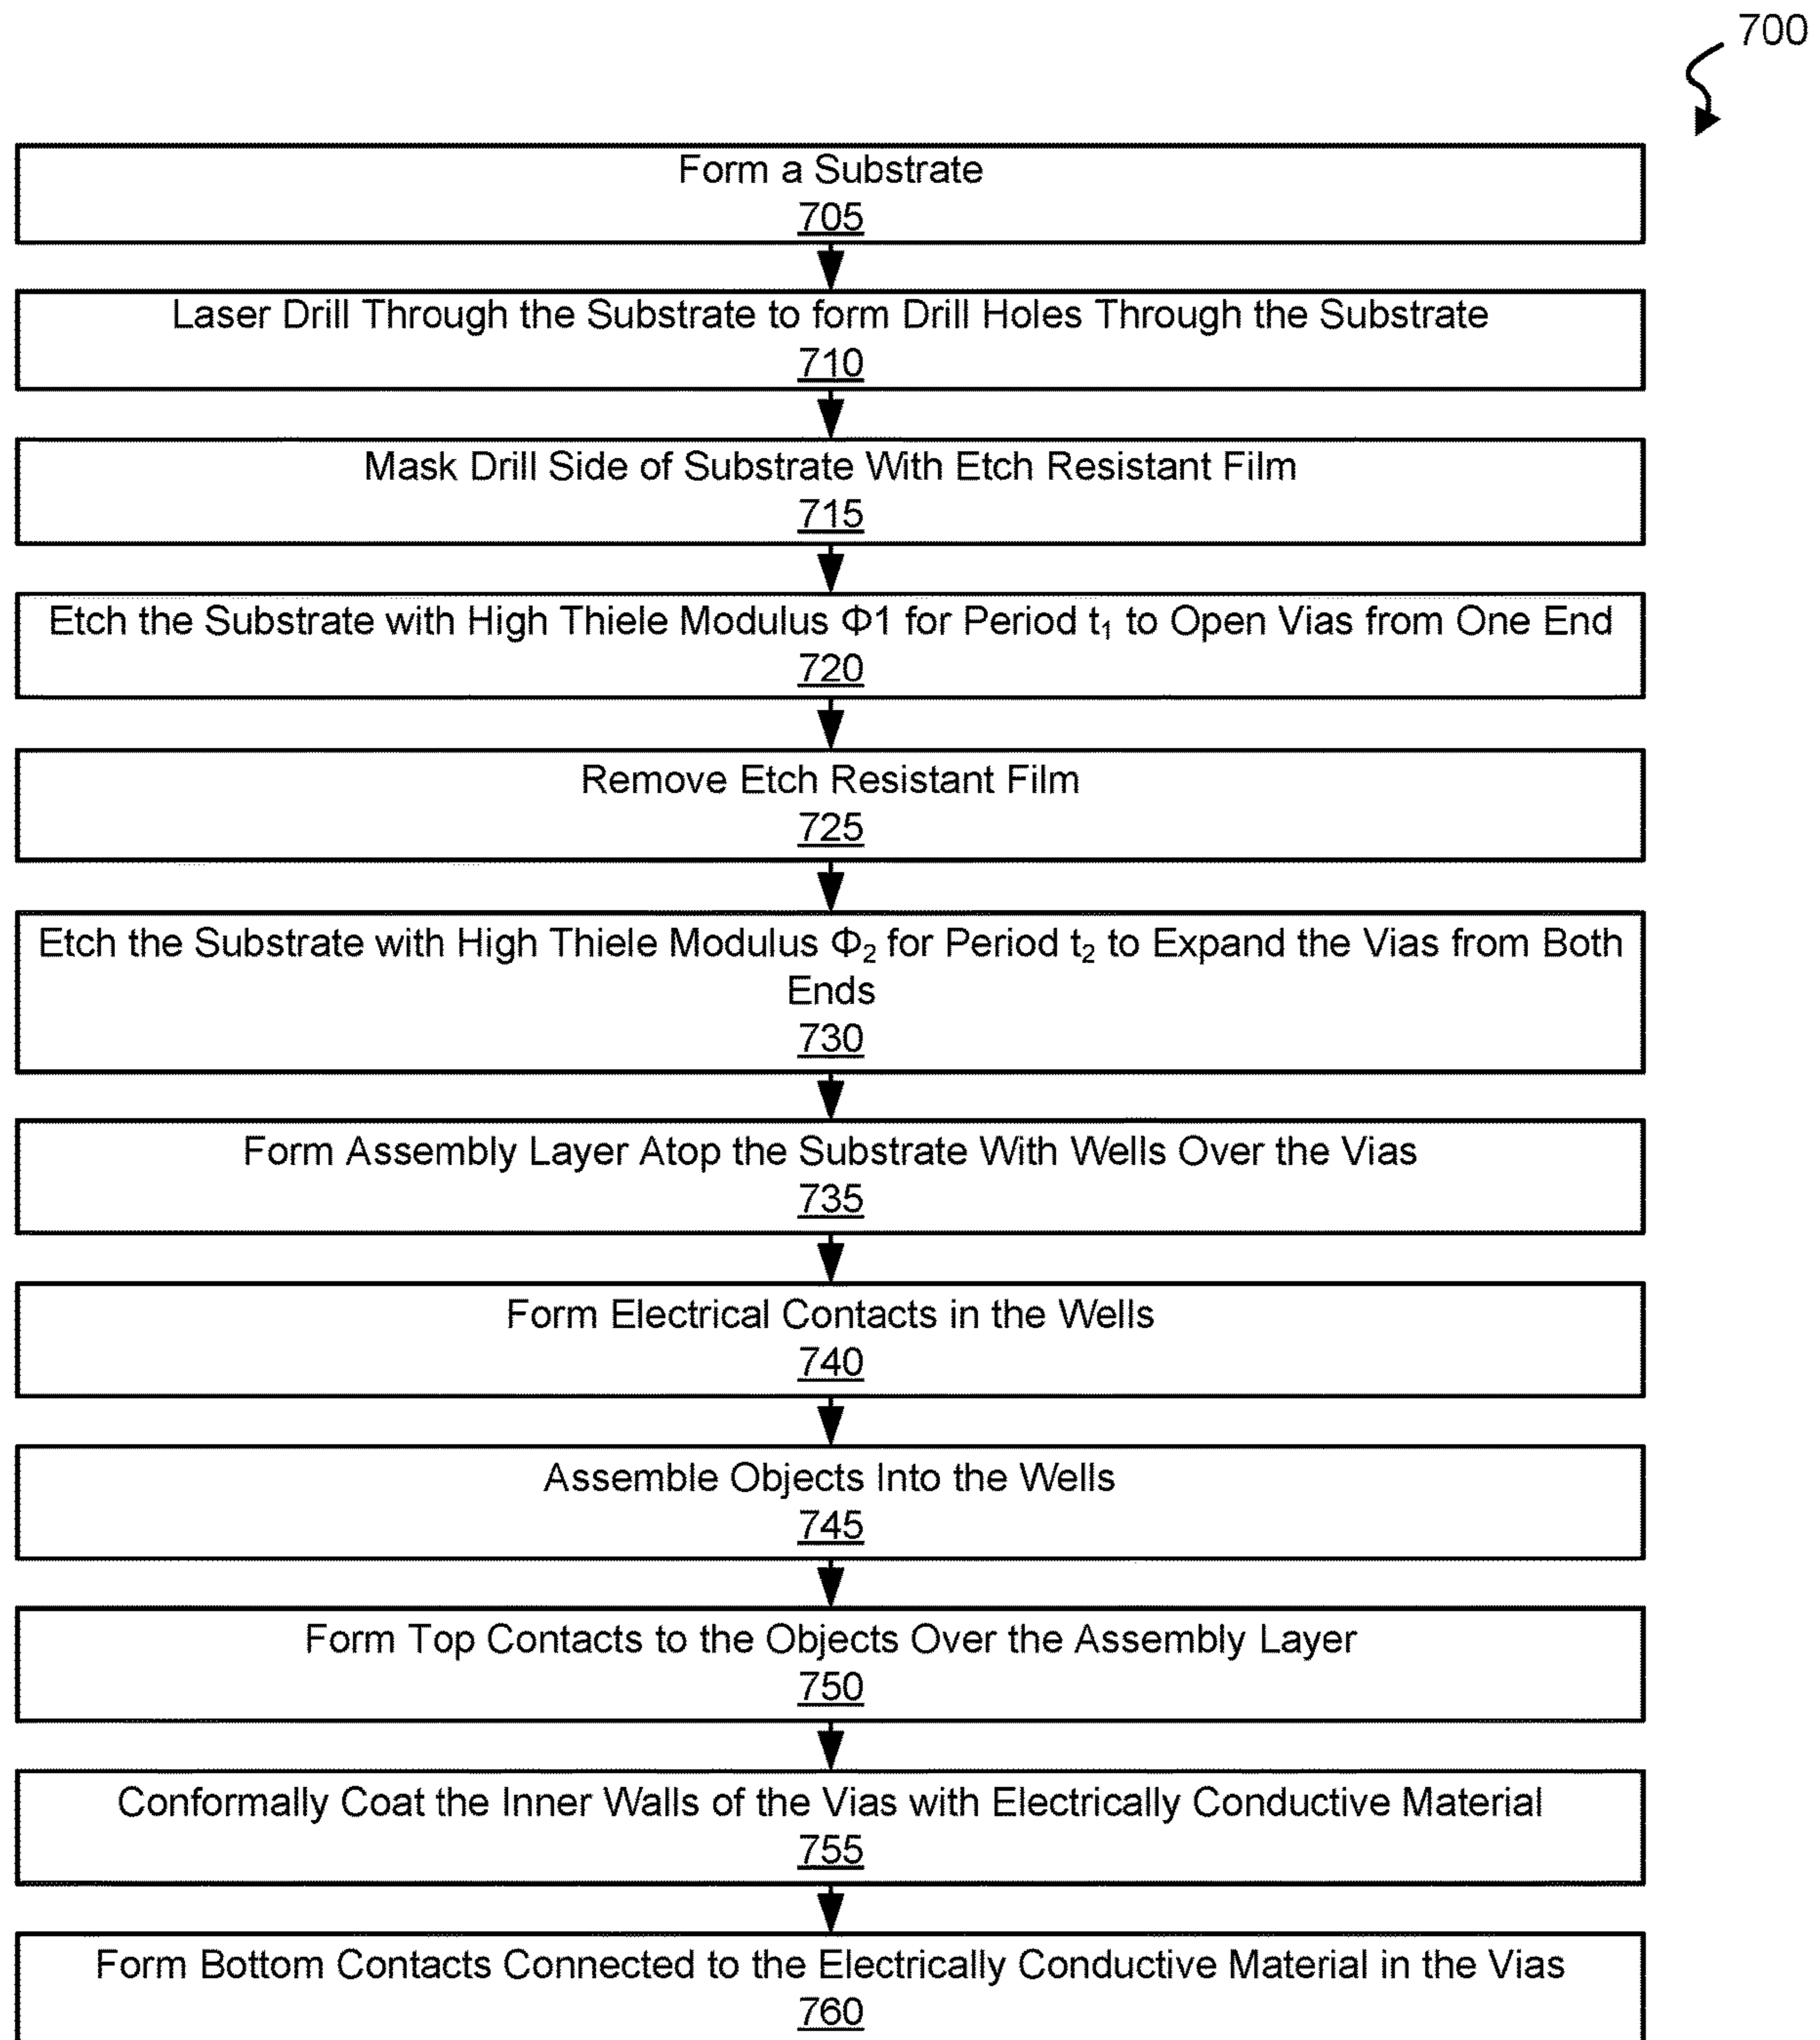 700
Form a Substrate
705
Laser Drill Through the Substrate to form Drill Holes Through the Substrate
710
Mask Drill Side of Substrate With Etch Resistant Film
715
Etch the Substrate with High Thiele Modulus Φ1 for Period t₁ to Open Vias from One End
720
Remove Etch Resistant Film
725
Etch the Substrate with High Thiele Modulus Φ₂ for Period t₂ to Expand the Vias from Both
Ends
730
Form Assembly Layer Atop the Substrate With Wells Over the Vias
735
Form Electrical Contacts in the Wells
740
Assemble Objects Into the Wells
745
Form Top Contacts to the Objects Over the Assembly Layer
750
Conformally Coat the Inner Walls of the Vias with Electrically Conductive Material
755
Form Bottom Contacts Connected to the Electrically Conductive Material in the Vias
760